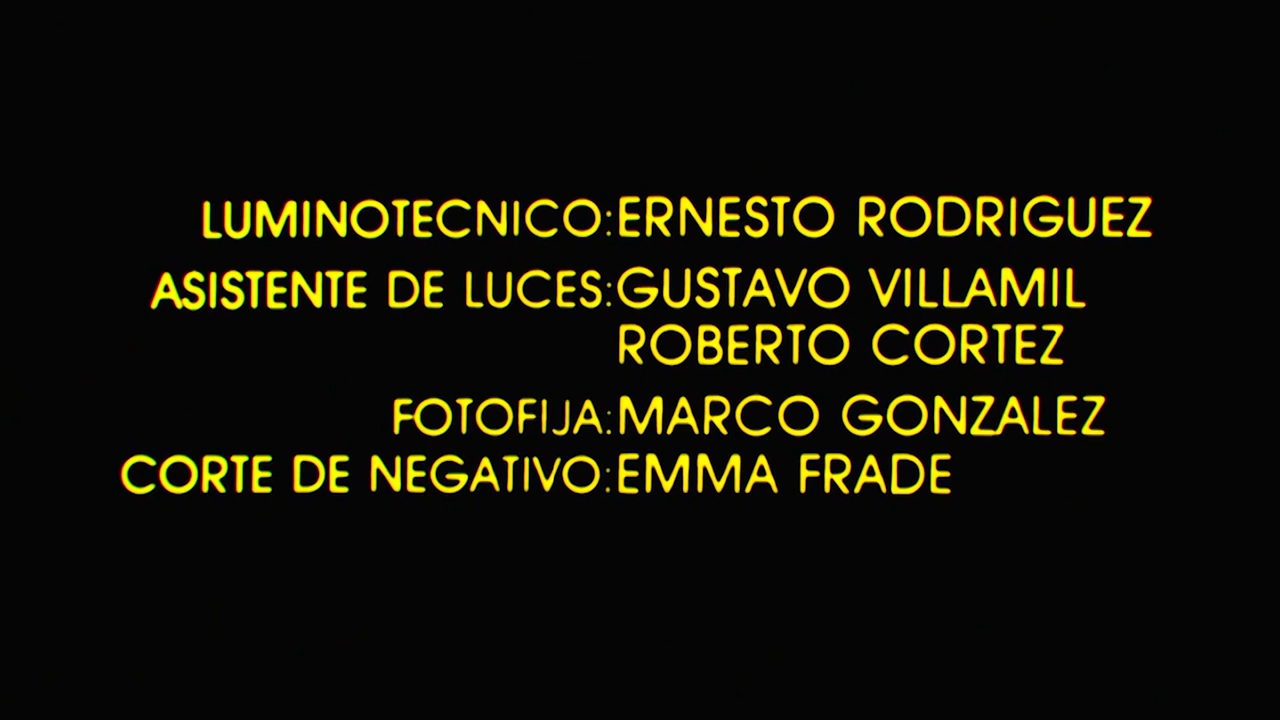 LUMINOTECNICO: ERNESTO RODRIGUEZ
ASISTENTE DE LUCES: GUSTAVO VILLAMIL
ROBERTO CORTEZ
FOTOFIJA: MARCO GONZALEZ
CORTE DE NEGATIVO: EMMA FRADE